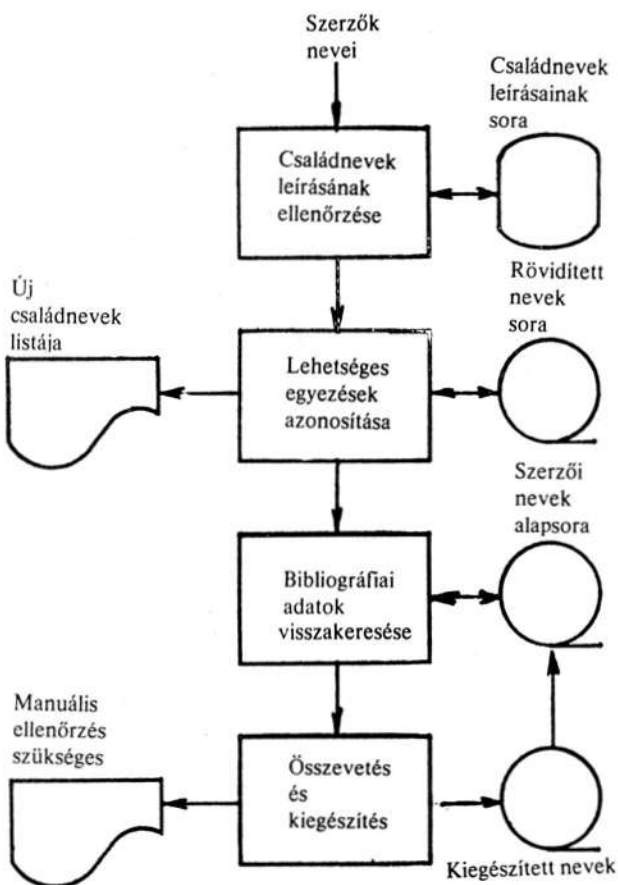 Szerzők
nevei
Családnevek
leírásainak
sora
Családnevek
leírásának
ellenőrzése
Rövidített
nevek
sora
Új
családnevek
listája
Lehetséges
egyezések
azonosítása
Szerzői
nevek
alapsora
Bibliográfiai
adatok
visszakeresése
Manuális
ellenőrzés
szükséges
Összevetés
és
kiegészítés
Kiegészített nevek